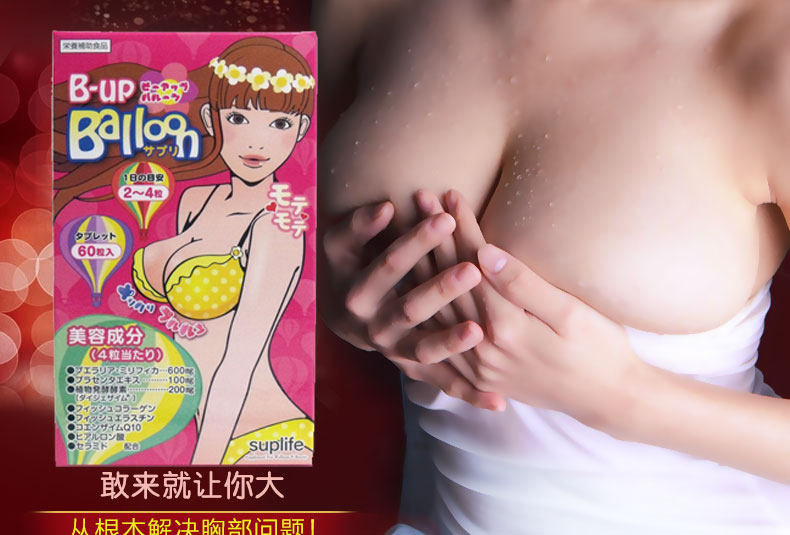 栄養補助食品
B-UP ビーアップバルーン
Balloon
サプリ
1日の目安
2〜4粒
モテ
モテ
タブレット
60粒入
プルルン
美容成分
(4粒当たり)
●プエラリア・ミリフィカ…600mg
●プラセンタエキス………100mg
●植物発酵酵素……………200mg
(ダイジェザイム®)
●フィッシュコラーゲン
●フィッシュエラスチン
●コエンザイムQ10
●ヒアルロン酸
●セラミド 配合
suplife
敢来就让你大
从根本解决胸部问题!